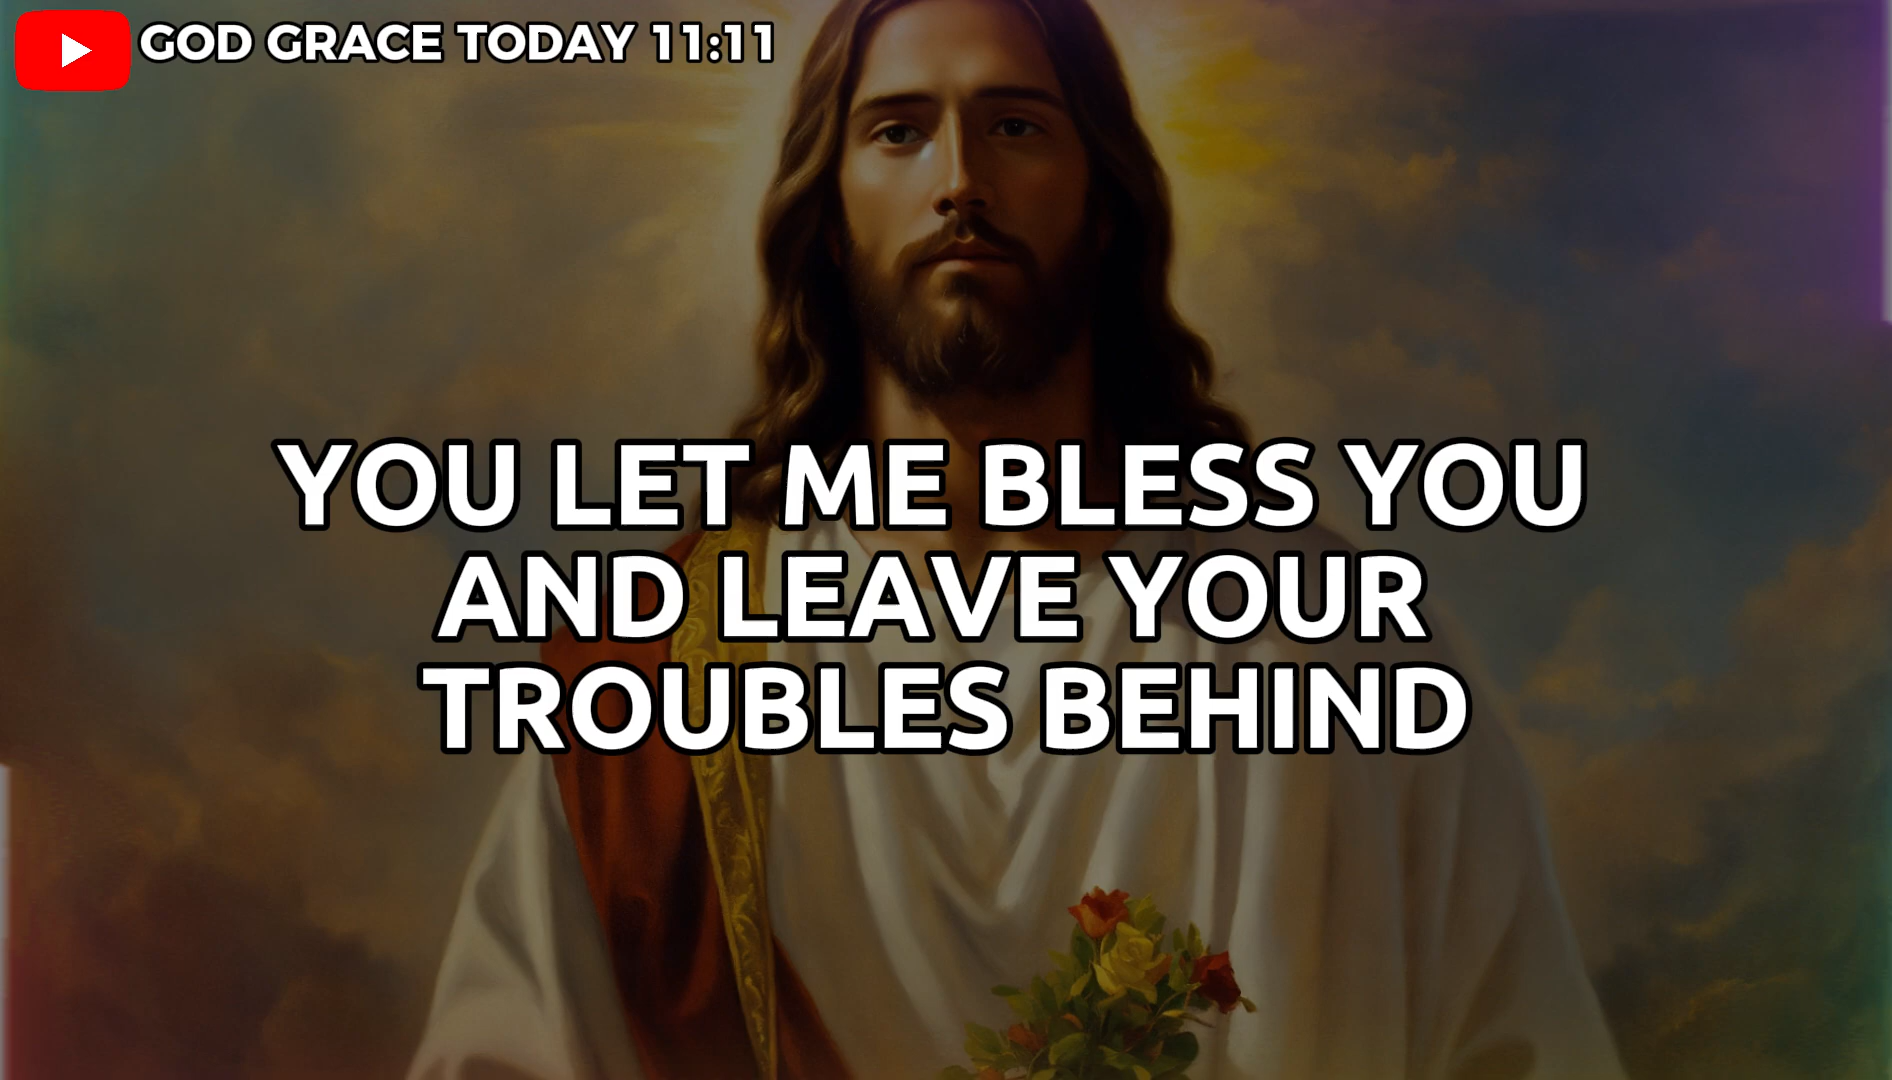 GOD GRACE TODAY 11:11
YOU LET ME BLESS YOU
AND LEAVE YOUR
TROUBLES BEHIND